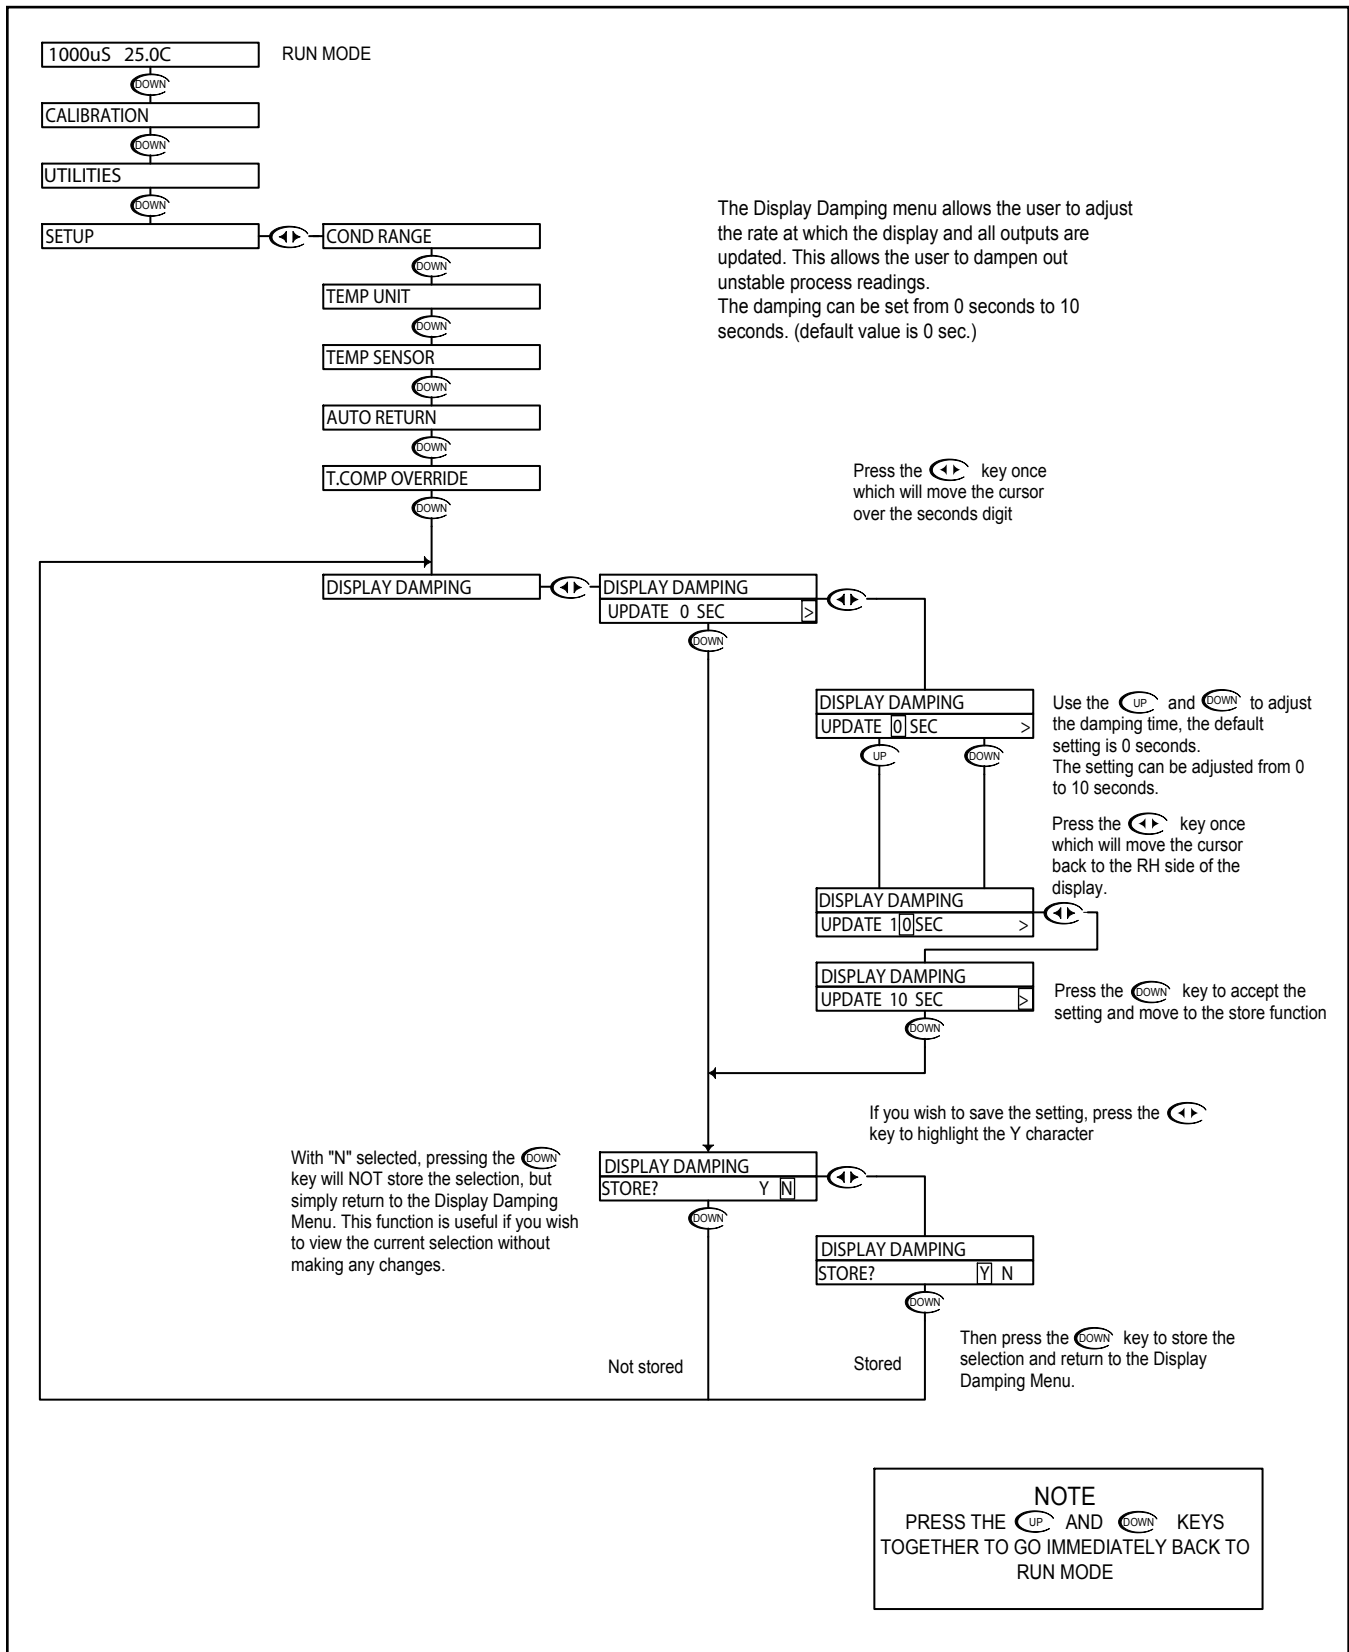 1000uS 25.0C
RUN MODE
DOWN
CALIBRATION
DOWN
UTILITIES
DOWN
SETUP
COND RANGE
DOWN
TEMP UNIT
DOWN
TEMP SENSOR
DOWN
AUTO RETURN
DOWN
T.COMP OVERRIDE
DOWN
The Display Damping menu allows the user to adjust
the rate at which the display and all outputs are
updated. This allows the user to dampen out
unstable process readings.
The damping can be set from 0 seconds to 10
seconds. (default value is 0 sec.)
Press the key once
which will move the cursor
over the seconds digit
DISPLAY DAMPING
DISPLAY DAMPING
UPDATE 0 SEC >
DOWN
DISPLAY DAMPING
UPDATE 0 SEC >
UP DOWN
Use the UP and DOWN to adjust
the damping time, the default
setting is 0 seconds.
The setting can be adjusted from 0
to 10 seconds.
Press the key once
which will move the cursor
back to the RH side of the
display.
DISPLAY DAMPING
UPDATE 10 SEC >
DISPLAY DAMPING
UPDATE 10 SEC >
DOWN
Press the DOWN key to accept the
setting and move to the store function
If you wish to save the setting, press the
key to highlight the Y character
With "N" selected, pressing the DOWN
key will NOT store the selection, but
simply return to the Display Damping
Menu. This function is useful if you wish
to view the current selection without
making any changes.
DISPLAY DAMPING
STORE? Y N
DOWN
DISPLAY DAMPING
STORE? Y N
DOWN
Then press the DOWN key to store the
selection and return to the Display
Damping Menu.
Not stored
Stored
NOTE
PRESS THE UP AND DOWN KEYS
TOGETHER TO GO IMMEDIATELY BACK TO
RUN MODE